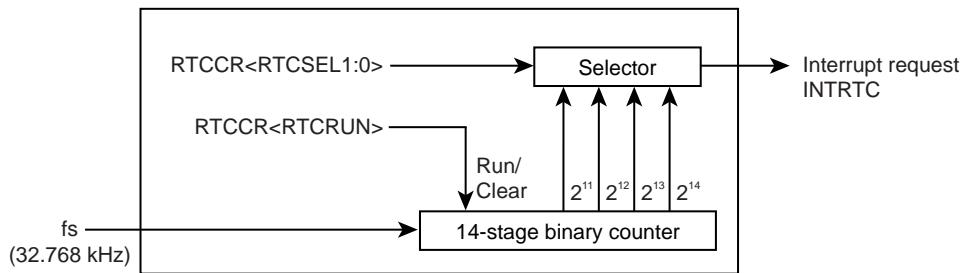 RTCCR<RTCSEL1:0>
Selector
Interrupt request
INTRTC
RTCCR<RTCRUN>
Run/
Clear
2¹¹ 2¹² 2¹³ 2¹⁴
fs
(32.768 kHz)
14-stage binary counter